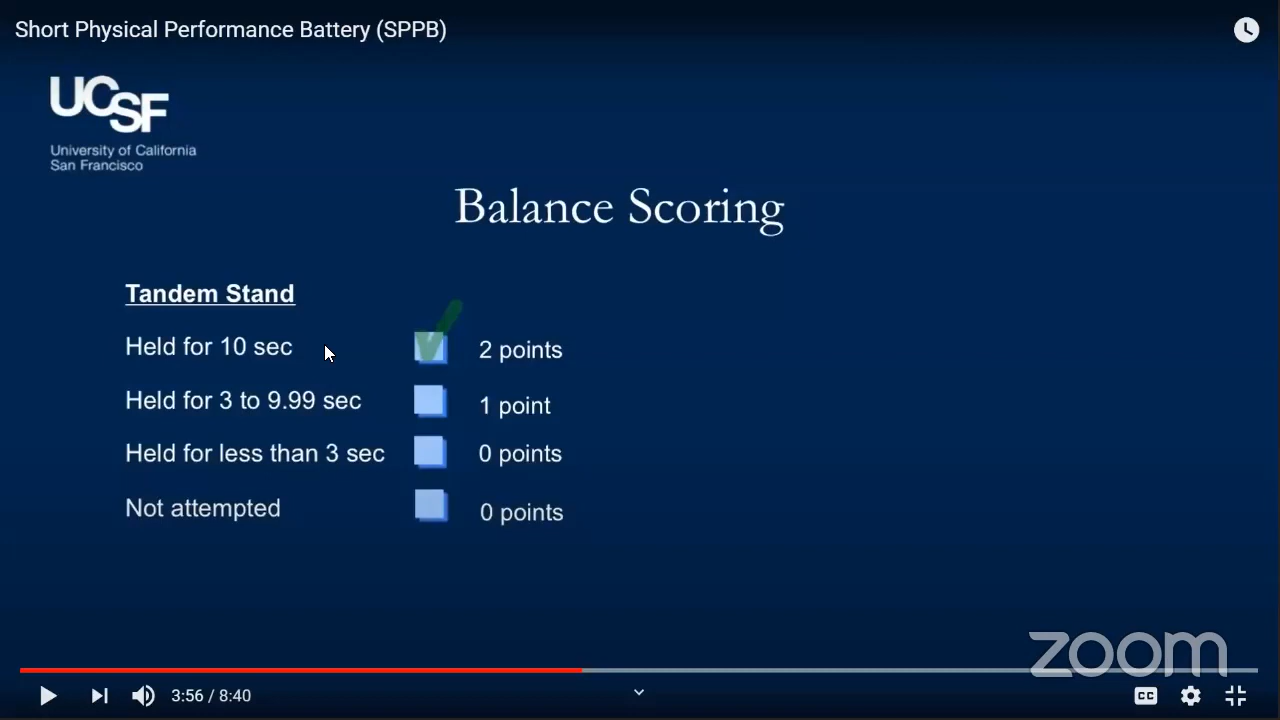 Short Physical Performance Battery (SPPB)
UCSF
University of California
San Francisco
Balance Scoring
Tandem Stand
Held for 10 sec 2 points
Held for 3 to 9.99 sec 1 point
Held for less than 3 sec 0 points
Not attempted 0 points
zoom
3:56 / 8:40
CC